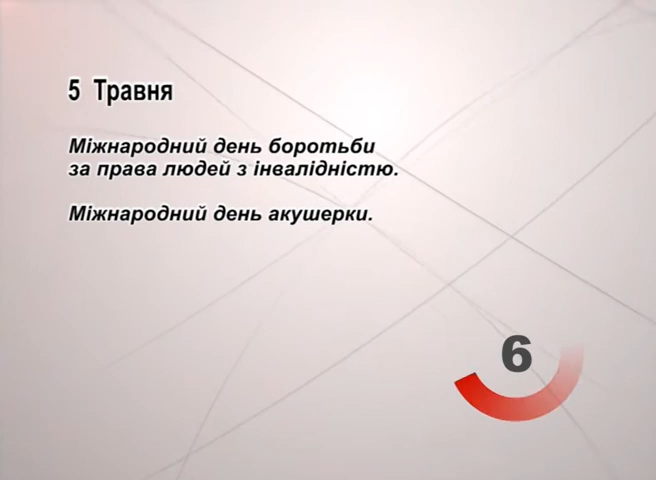 5 Травня
Міжнародний день боротьби
за права людей з інвалідністю.
Міжнародний день акушерки.
6